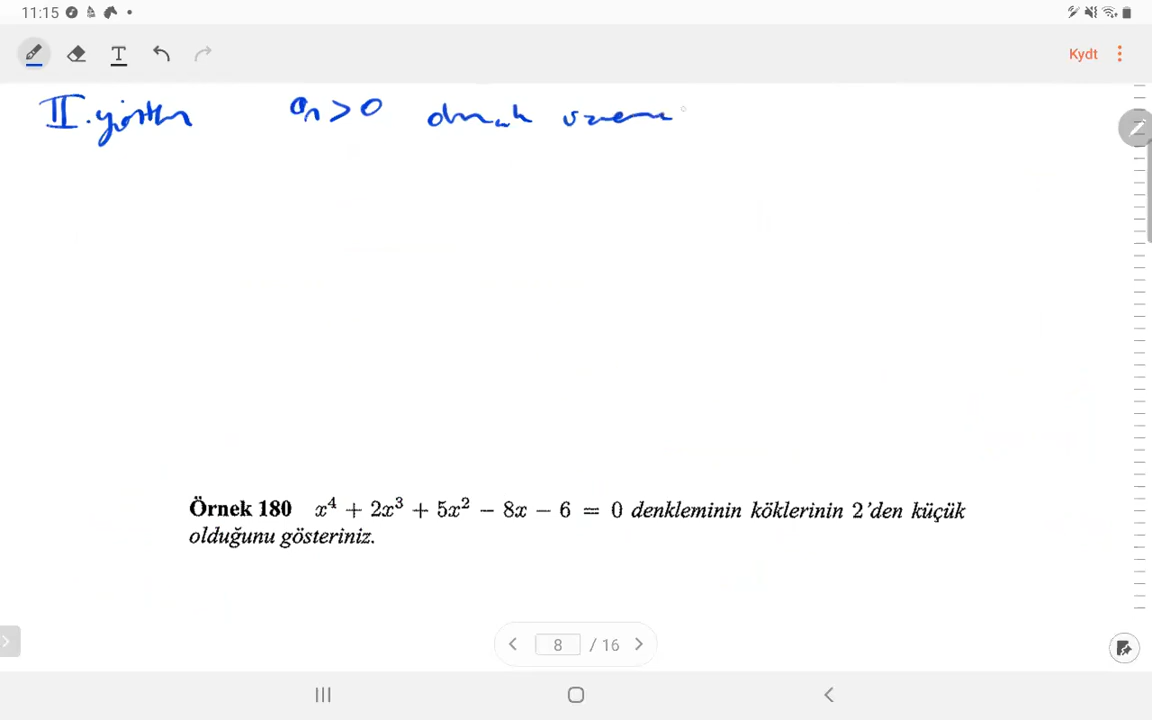 11:15
Kydt
II. yöntem an > 0 olmak üzere
Örnek 180 x⁴ + 2x³ + 5x² − 8x − 6 = 0 denkleminin köklerinin 2'den küçük
olduğunu gösteriniz.
8 / 16